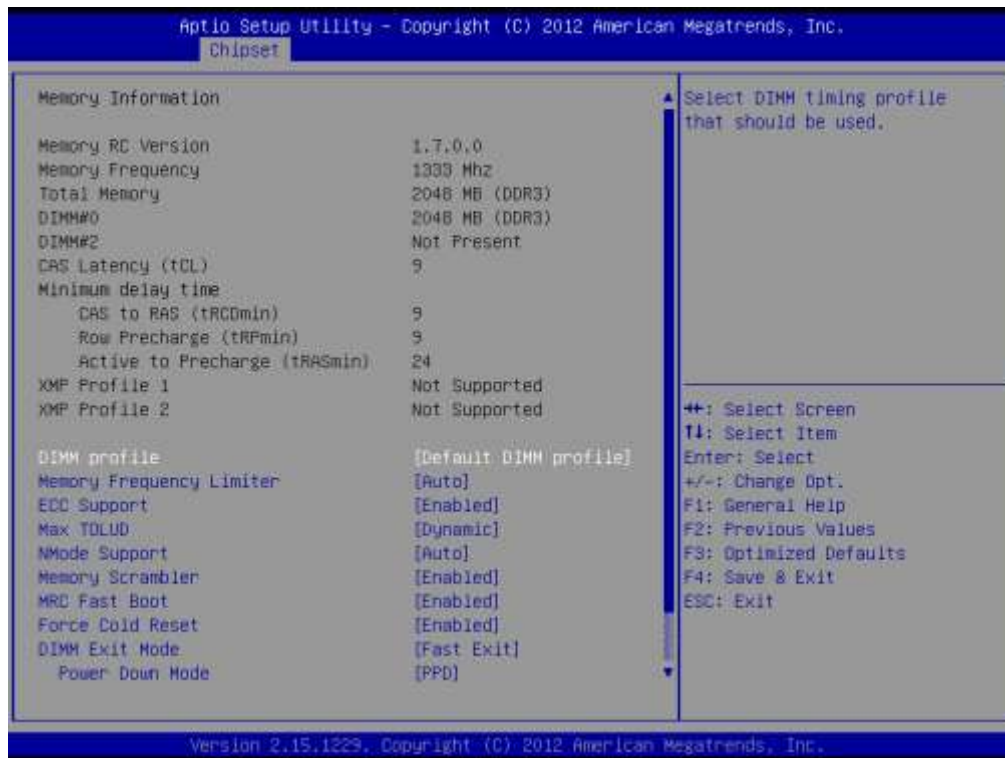 Aptio Setup Utility - Copyright (C) 2012 American Megatrends, Inc.
Chipset
Memory Information
Memory RC Version 1.7.0.0
Memory Frequency 1333 Mhz
Total Memory 2048 MB (DDR3)
DIMM#0 2048 MB (DDR3)
DIMM#2 Not Present
CAS Latency (tCL) 9
Minimum delay time
CAS to RAS (tRCDmin) 9
Row Precharge (tRPmin) 9
Active to Precharge (tRASmin) 24
XMP Profile 1 Not Supported
XMP Profile 2 Not Supported
DIMM profile [Default DIMM profile]
Memory Frequency Limiter [Auto]
ECC Support [Enabled]
Max TOLUD [Dynamic]
NMode Support [Auto]
Memory Scrambler [Enabled]
MRC Fast Boot [Enabled]
Force Cold Reset [Enabled]
DIMM Exit Mode [Fast Exit]
Power Down Mode [PPD]
Select DIMM timing profile
that should be used.
→←: Select Screen
↑↓: Select Item
Enter: Select
+/-: Change Opt.
F1: General Help
F2: Previous Values
F3: Optimized Defaults
F4: Save & Exit
ESC: Exit
Version 2.15.1229. Copyright (C) 2012 American Megatrends, Inc.